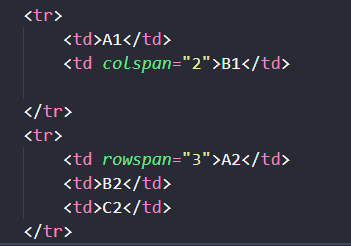 <tr>
<td>A1</td>
<td colspan="2">B1</td>
</tr>
<tr>
<td rowspan="3">A2</td>
<td>B2</td>
<td>C2</td>
</tr>